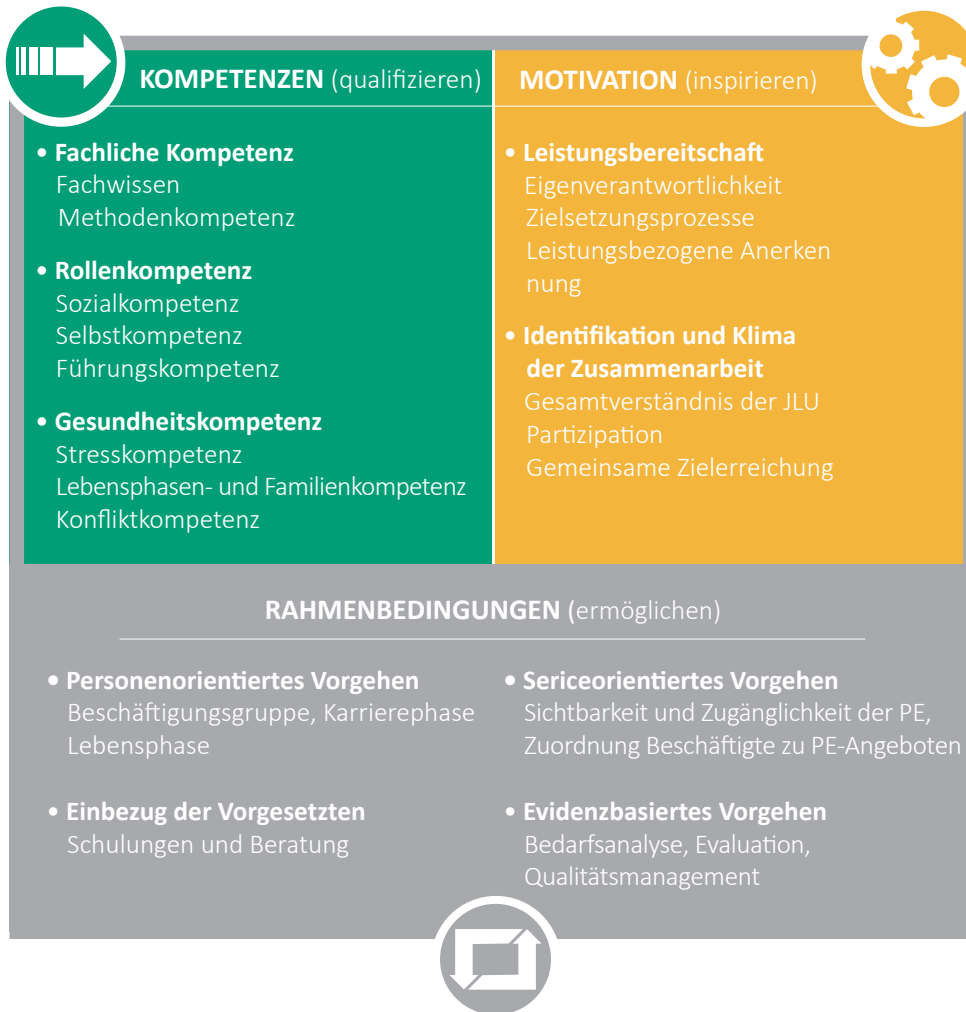 KOMPETENZEN (qualifizieren)
• Fachliche Kompetenz
Fachwissen
Methodenkompetenz
• Rollenkompetenz
Sozialkompetenz
Selbstkompetenz
Führungskompetenz
• Gesundheitskompetenz
Stresskompetenz
Lebensphasen- und Familienkompetenz
Konfliktkompetenz
MOTIVATION (inspirieren)
• Leistungsbereitschaft
Eigenverantwortlichkeit
Zielsetzungsprozesse
Leistungsbezogene Anerken
nung
• Identifikation und Klima
der Zusammenarbeit
Gesamtverständnis der JLU
Partizipation
Gemeinsame Zielerreichung
RAHMENBEDINGUNGEN (ermöglichen)
• Personenorientiertes Vorgehen
Beschäftigungsgruppe, Karrierephase
Lebensphase
• Einbezug der Vorgesetzten
Schulungen und Beratung
• Sericeorientiertes Vorgehen
Sichtbarkeit und Zugänglichkeit der PE,
Zuordnung Beschäftigte zu PE-Angeboten
• Evidenzbasiertes Vorgehen
Bedarfsanalyse, Evaluation,
Qualitätsmanagement